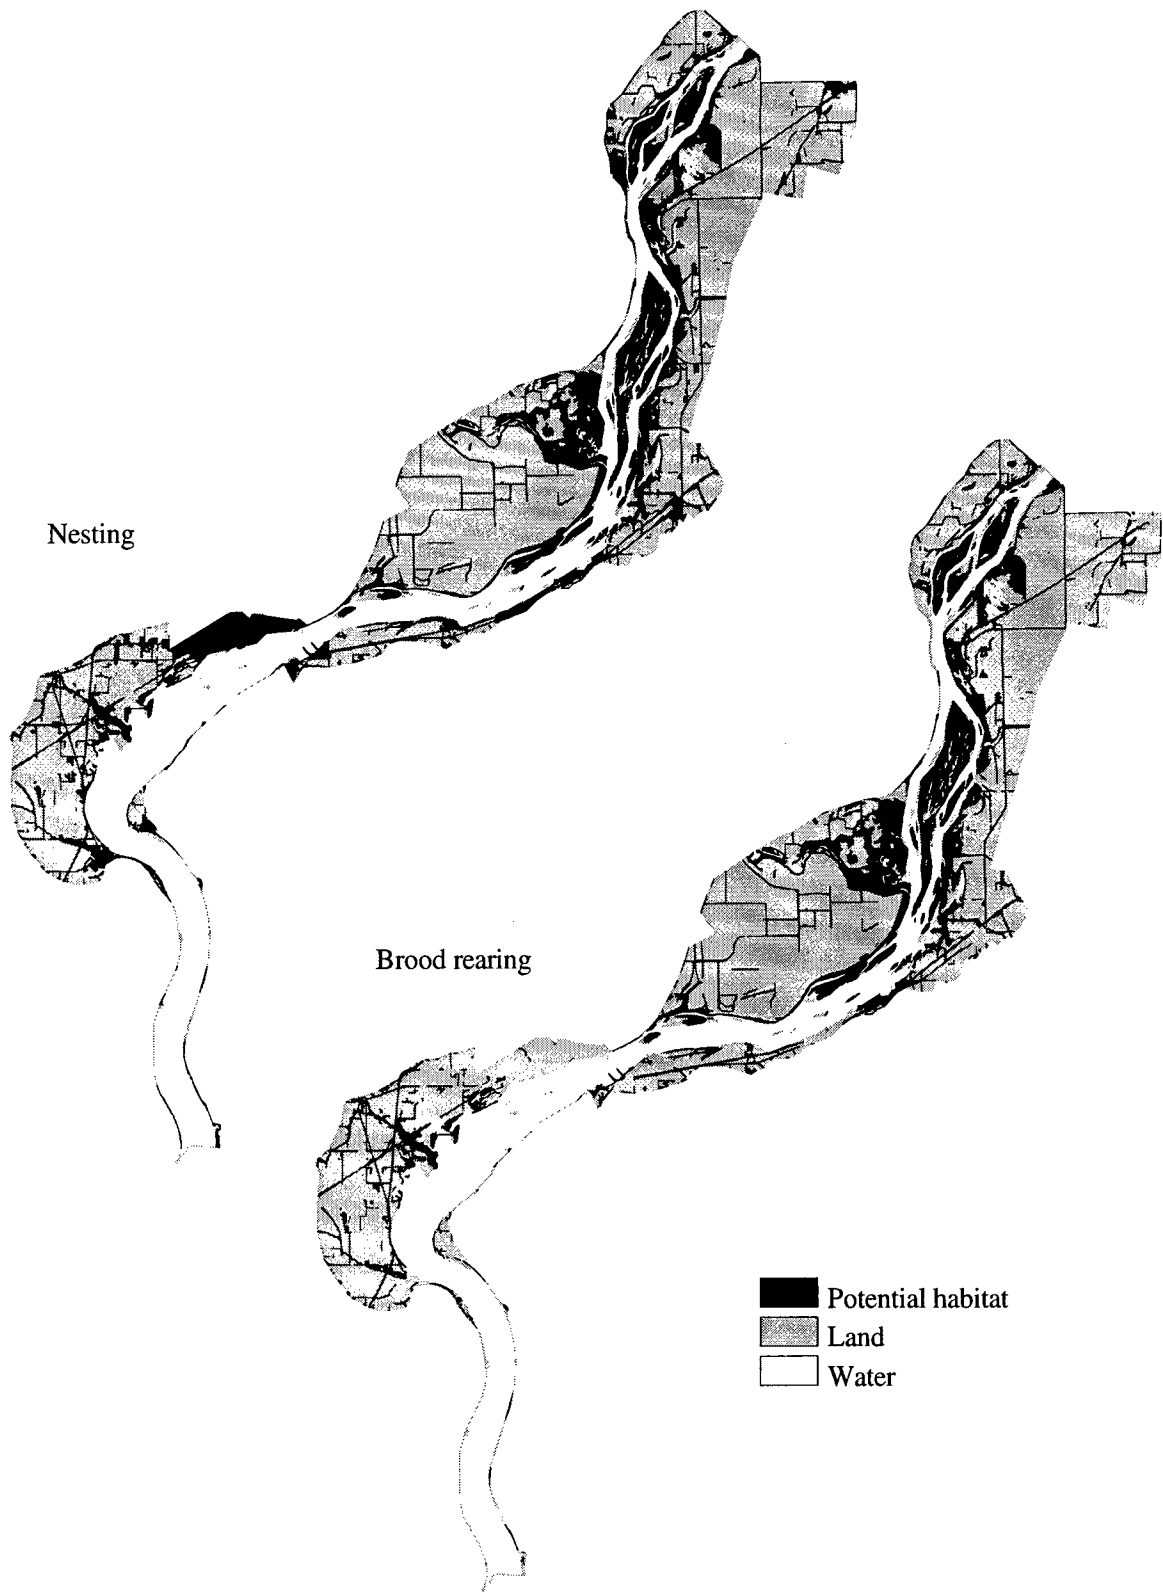 Nesting
Brood rearing
Potential habitat
Land
Water